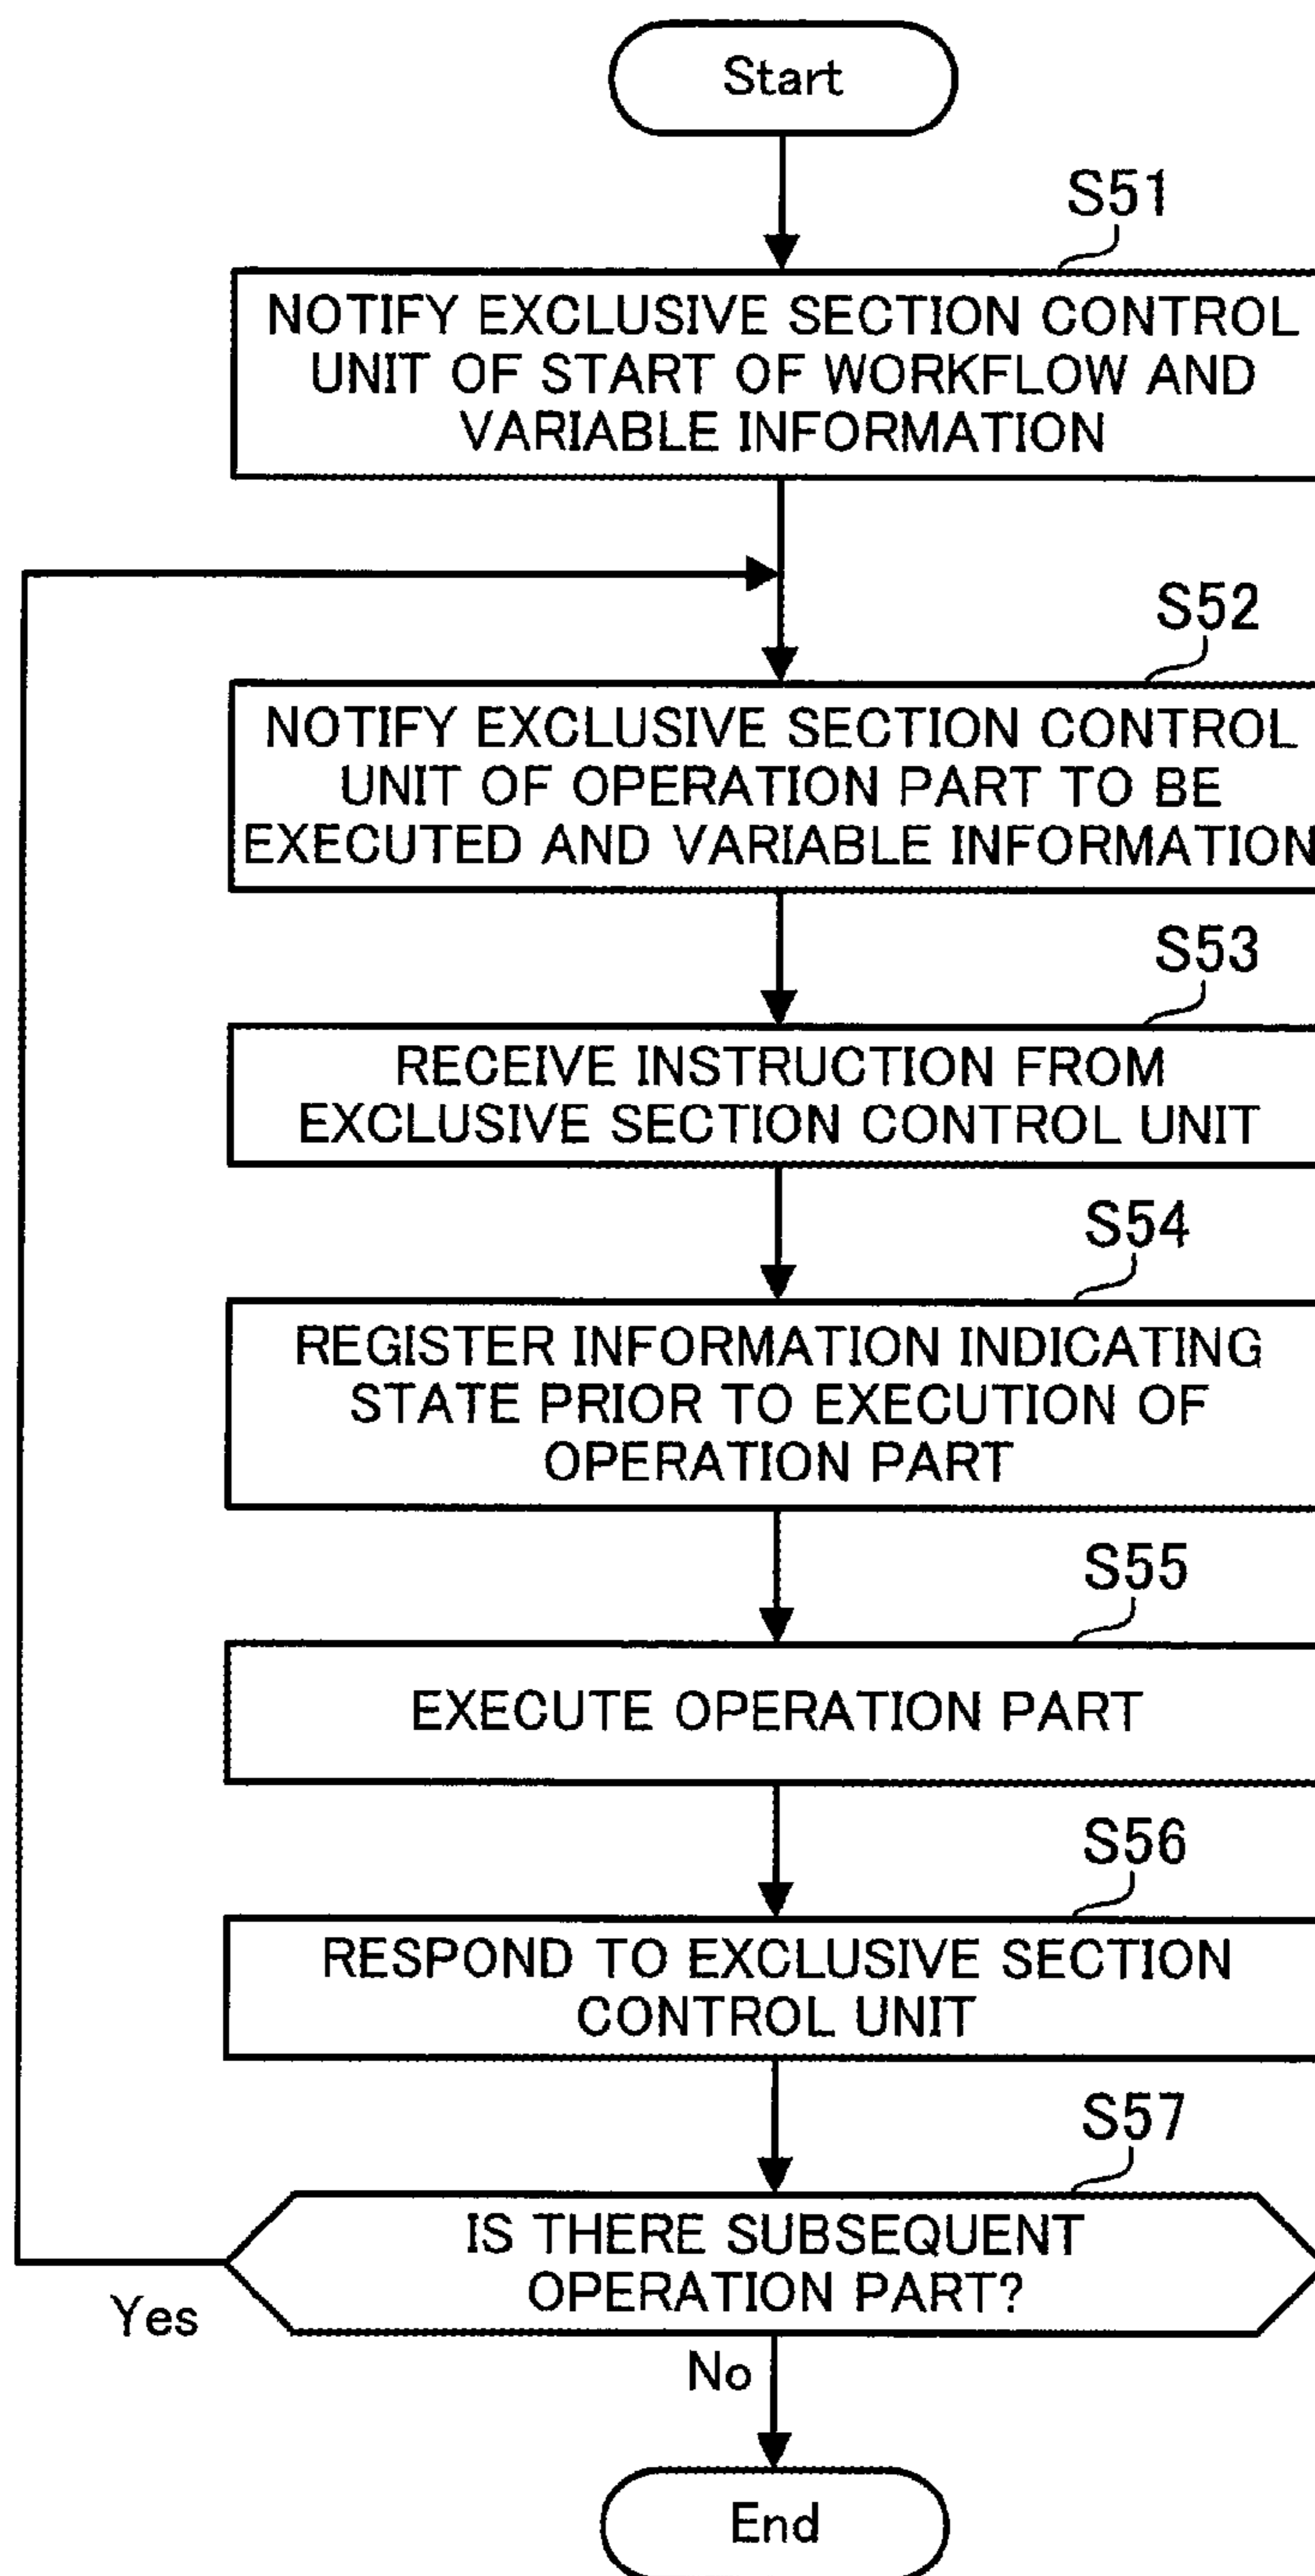 Start
S51
NOTIFY EXCLUSIVE SECTION CONTROL
UNIT OF START OF WORKFLOW AND
VARIABLE INFORMATION
S52
NOTIFY EXCLUSIVE SECTION CONTROL
UNIT OF OPERATION PART TO BE
EXECUTED AND VARIABLE INFORMATION
S53
RECEIVE INSTRUCTION FROM
EXCLUSIVE SECTION CONTROL UNIT
S54
REGISTER INFORMATION INDICATING
STATE PRIOR TO EXECUTION OF
OPERATION PART
S55
EXECUTE OPERATION PART
S56
RESPOND TO EXCLUSIVE SECTION
CONTROL UNIT
S57
IS THERE SUBSEQUENT
OPERATION PART?
Yes
No
End